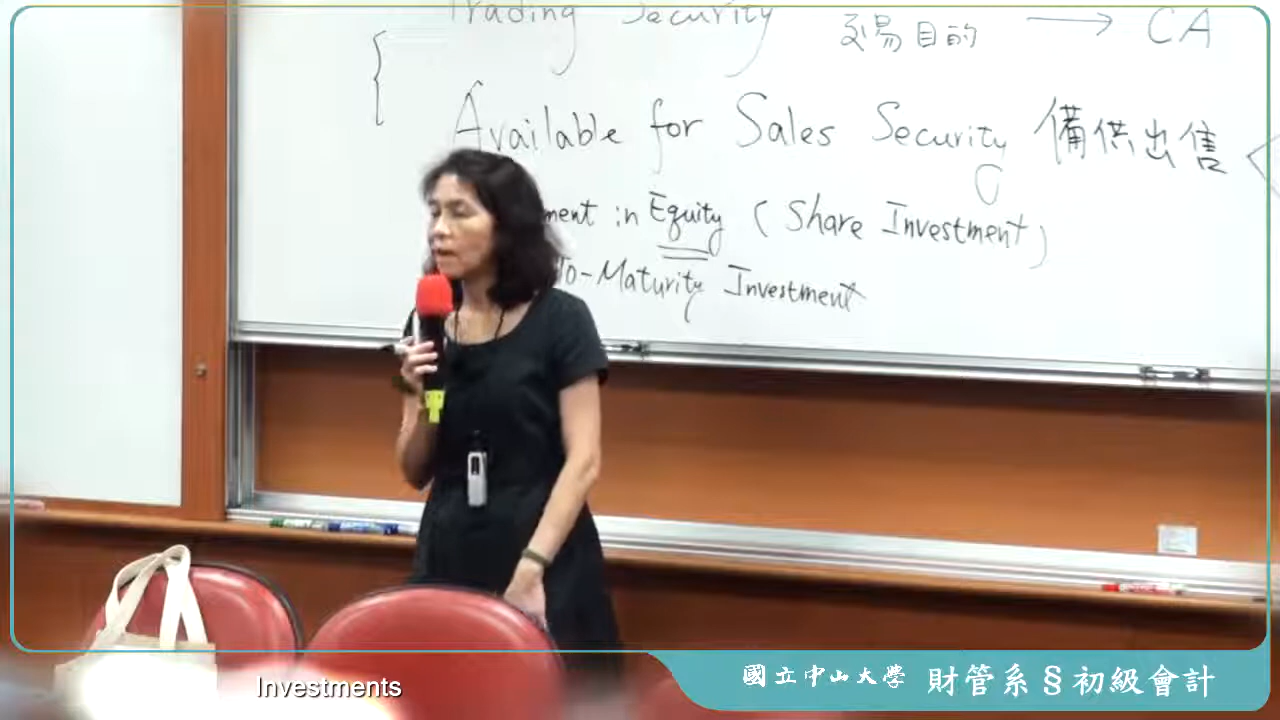 Trading Security 交易目的 → CA
Available for Sales Security 備供出售
ment in Equity (Share Investment)
To-Maturity Investment
Investments
國立中山大學 財管系§初級會計